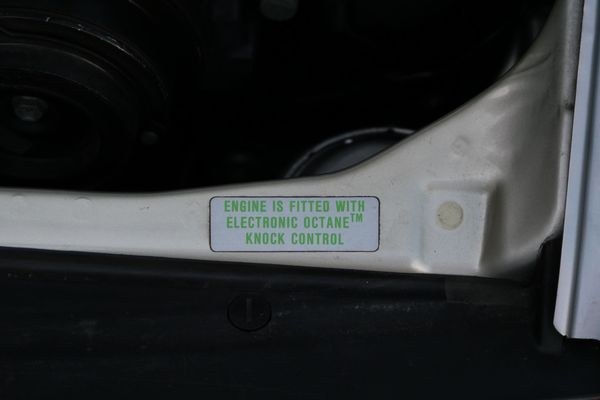 ENGINE IS FITTED WITH
ELECTRONIC OCTANE™
KNOCK CONTROL